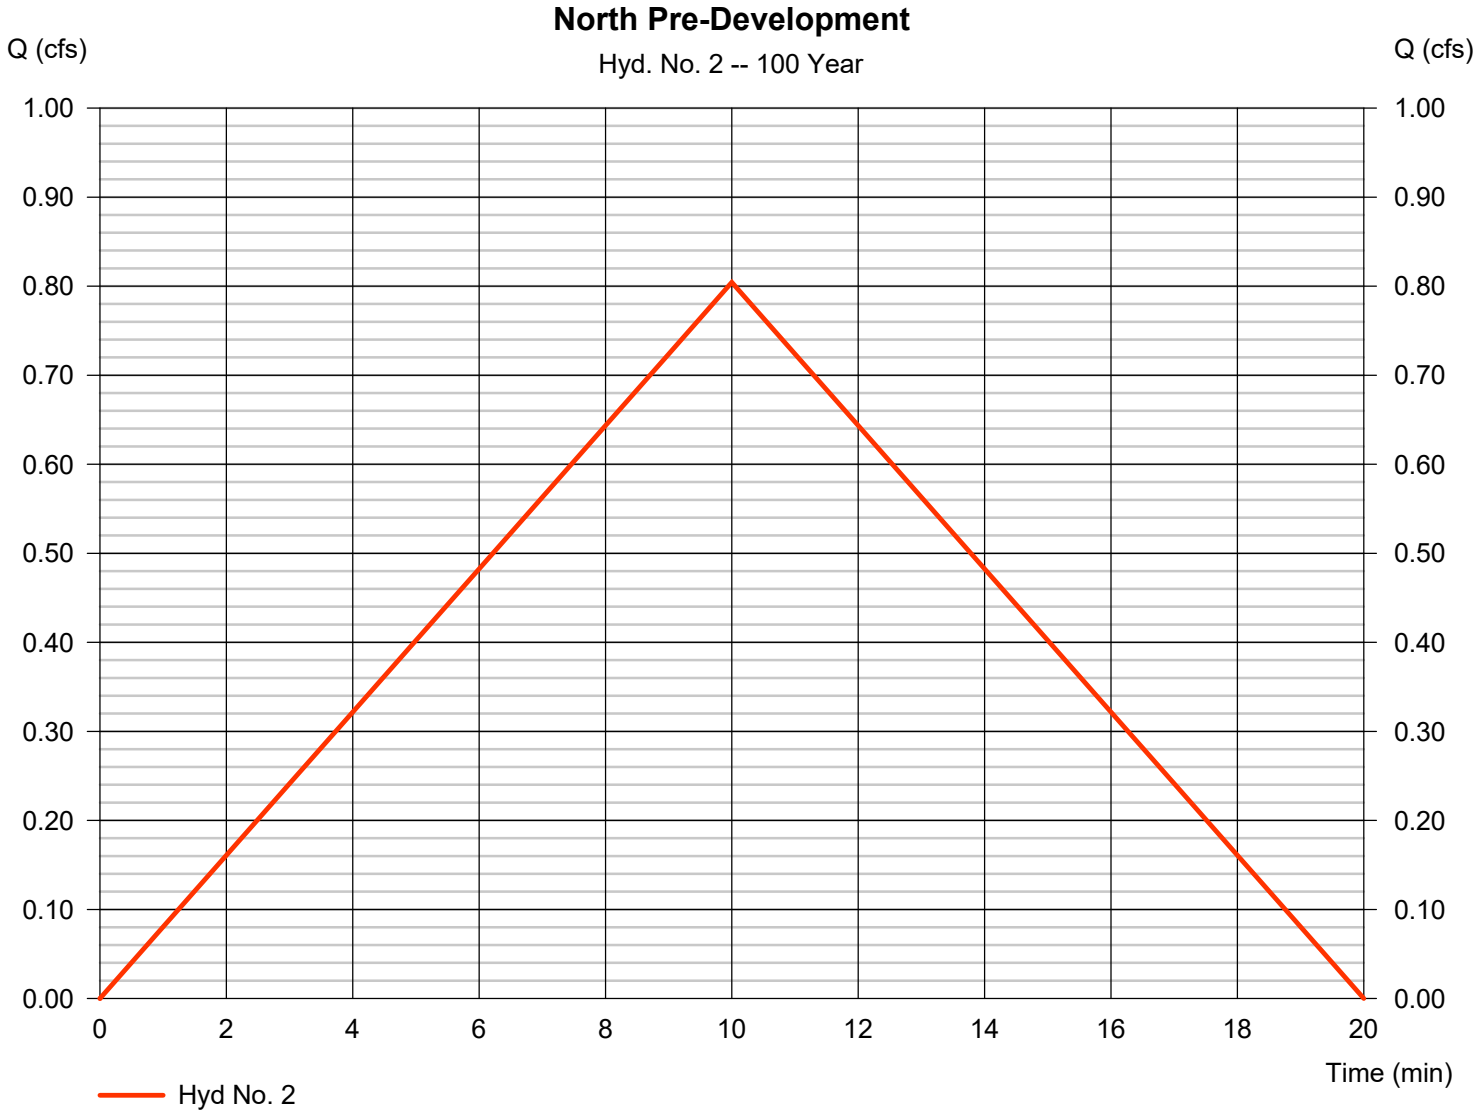 North Pre-Development
Q (cfs)
Hyd. No. 2 -- 100 Year
Q (cfs)
1.00 1.00
0.90 0.90
0.80 0.80
0.70 0.70
0.60 0.60
0.50 0.50
0.40 0.40
0.30 0.30
0.20 0.20
0.10 0.10
0.00 0.00
0 2 4 6 8 10 12 14 16 18 20
Time (min)
Hyd No. 2